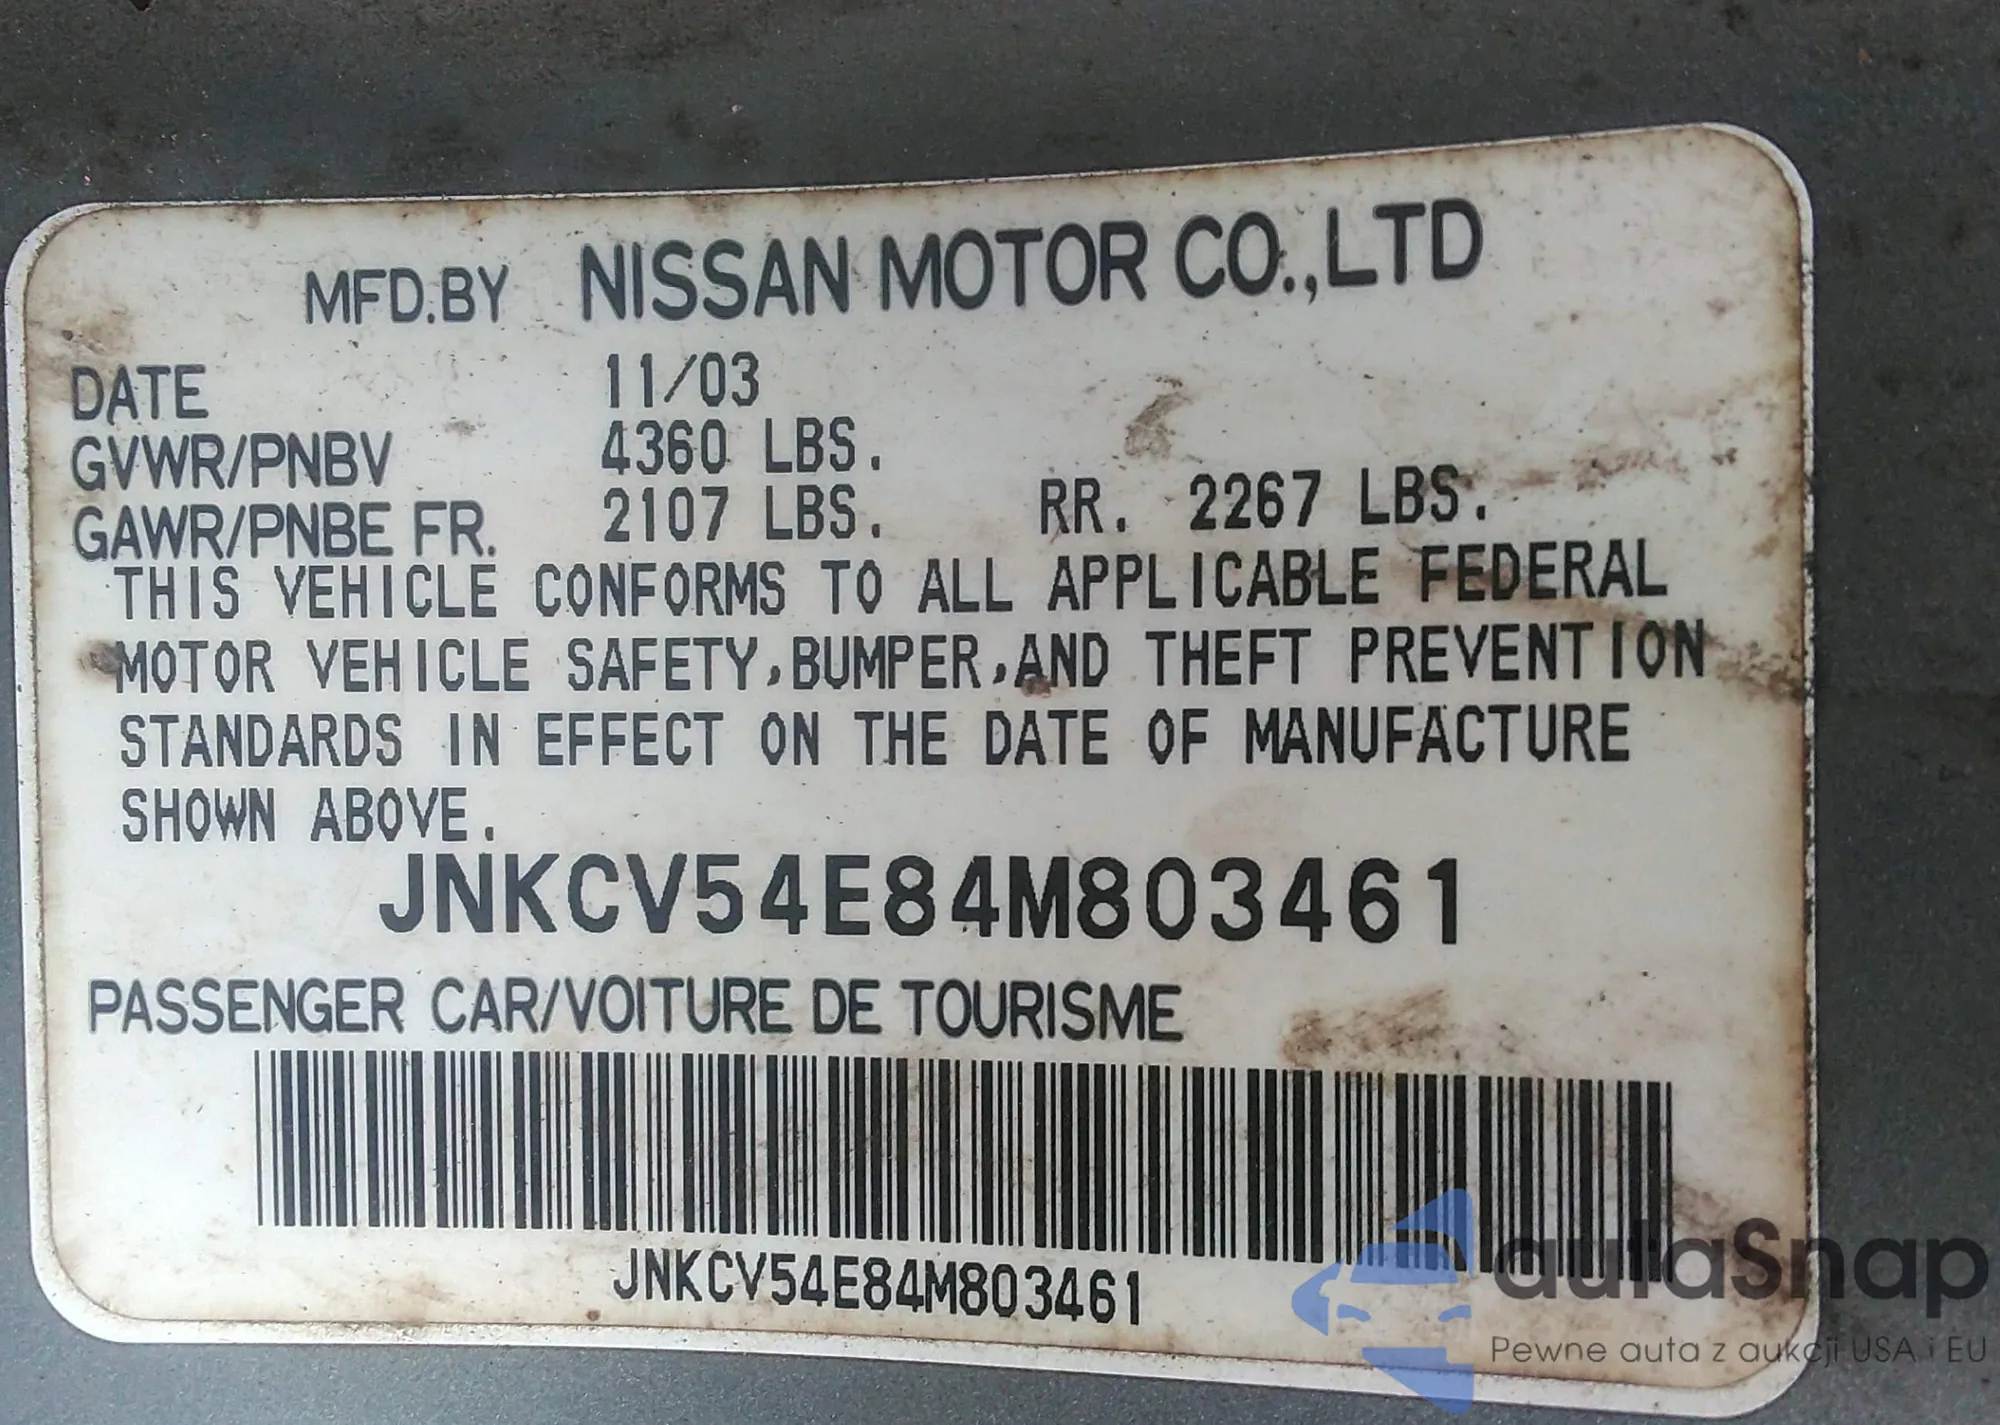 MFD.BY NISSAN MOTOR CO.,LTD
DATE 11/03
GVWR/PNBV 4360 LBS.
GAWR/PNBE FR. 2107 LBS. RR. 2267 LBS.
THIS VEHICLE CONFORMS TO ALL APPLICABLE FEDERAL
MOTOR VEHICLE SAFETY,BUMPER,AND THEFT PREVENTION
STANDARDS IN EFFECT ON THE DATE OF MANUFACTURE
SHOWN ABOVE.
JNKCV54E84M803461
PASSENGER CAR/VOITURE DE TOURISME
JNKCV54E84M803461
autaSnap
Pewne auta z aukcji USA i EU